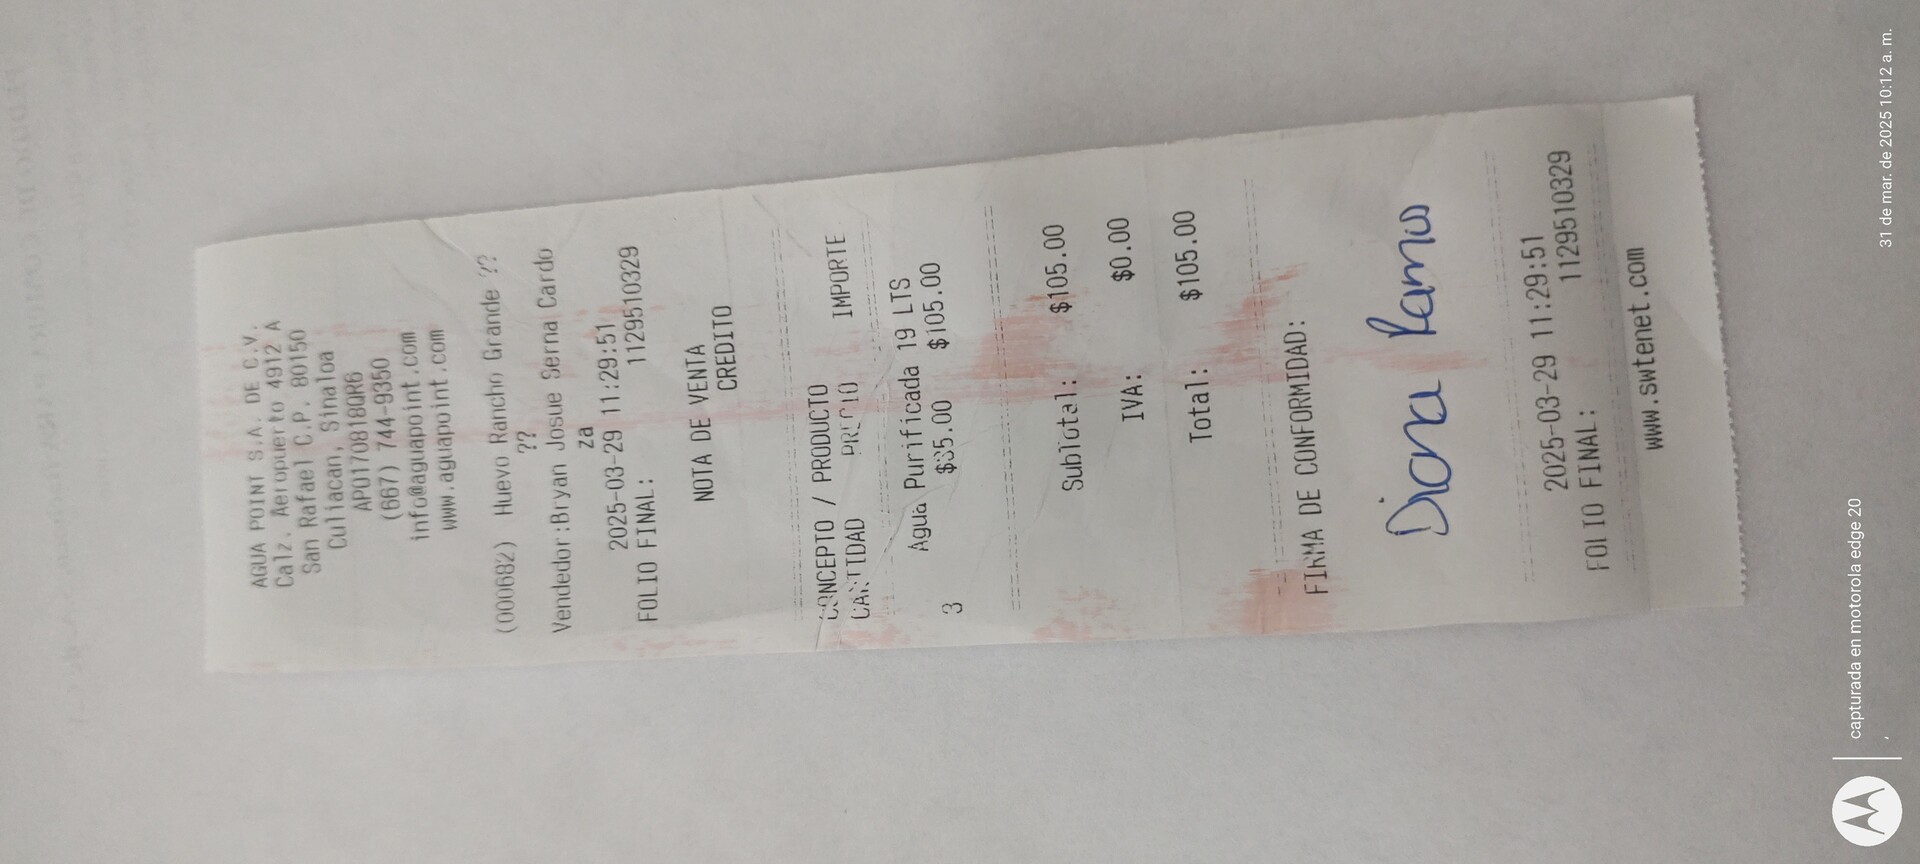 AGUA POINT S.A. DE C.V.
Calz. Aeropuerto 4912 A
San Rafael C.P. 80150
Culiacan, Sinaloa
APO170818QR6
(667) 744-9350
info@aguapoint.com
www.aguapoint.com
(000682) Huevo Rancho Grande ??
??
Vendedor:Bryan Josue Serna Cardo
za
2025-03-29 11:29:51
FOLIO FINAL: 1129510329
NOTA DE VENTA
CREDITO
CONCEPTO / PRODUCTO
CANTIDAD PRECIO IMPORTE
Agua Purificada 19 LTS
3 $35.00 $105.00
Subtotal: $105.00
IVA: $0.00
Total: $105.00
FIRMA DE CONFORMIDAD:
Diana Ramos
2025-03-29 11:29:51
FOLIO FINAL: 1129510329
www.swtenet.com
capturada en motorola edge 20
31 de mar. de 2025 10:12 a. m.